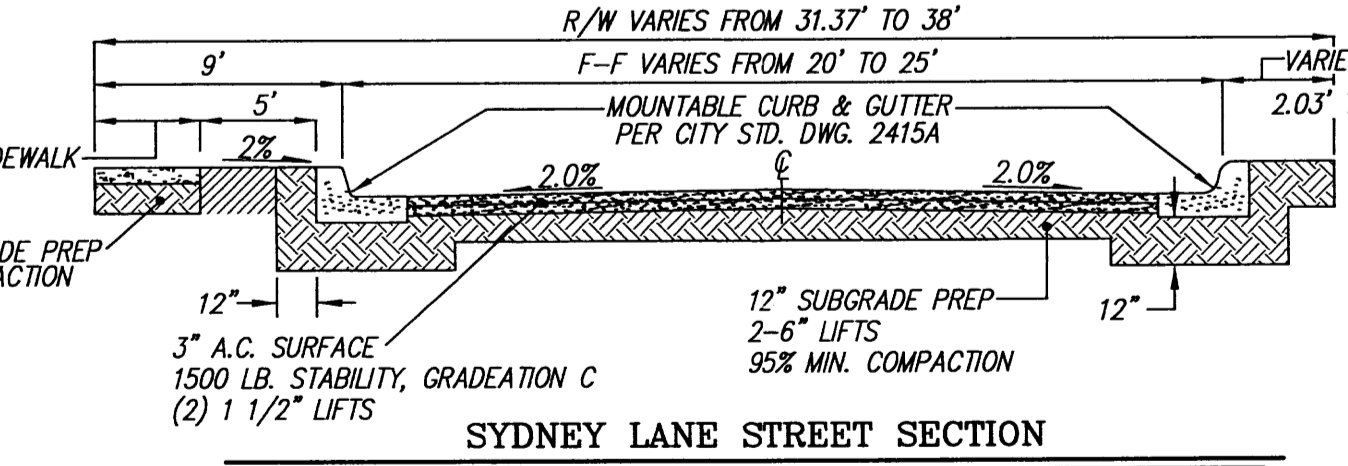 R/W VARIES FROM 31.37' TO 38'
9'
F-F VARIES FROM 20' TO 25'
VARIE
5'
MOUNTABLE CURB & GUTTER
PER CITY STD. DWG. 2415A
2.03'
DEWALK
2%
2.0%
℄
2.0%
DE PREP
ACTION
12"
12" SUBGRADE PREP
2-6" LIFTS
95% MIN. COMPACTION
12"
3" A.C. SURFACE
1500 LB. STABILITY, GRADEATION C
(2) 1 1/2" LIFTS
SYDNEY LANE STREET SECTION